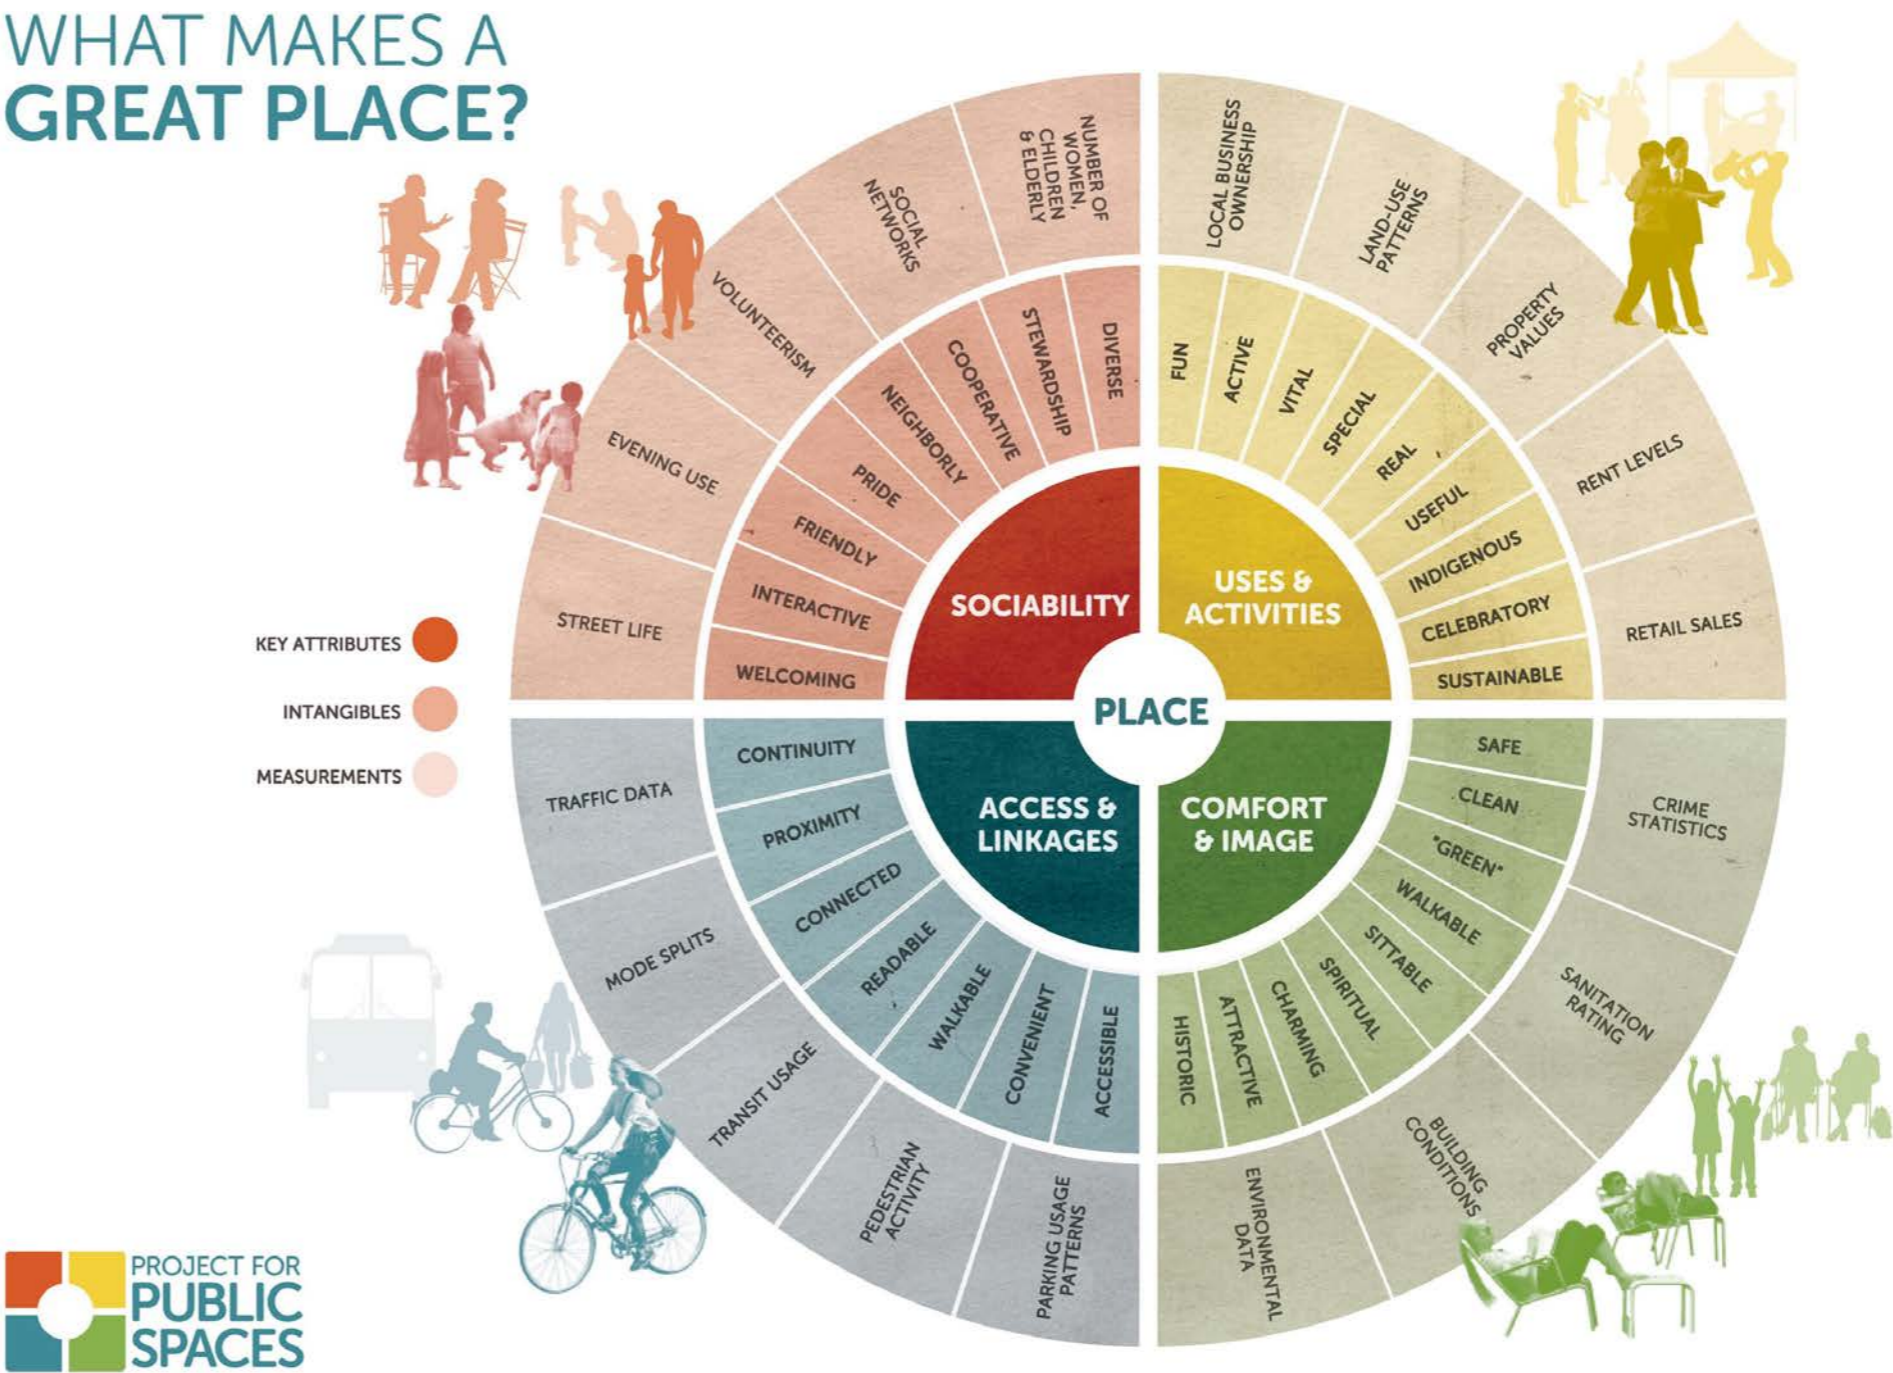 WHAT MAKES A
GREAT PLACE?
KEY ATTRIBUTES
INTANGIBLES
MEASUREMENTS
PLACE
SOCIABILITY
USES &
ACTIVITIES
ACCESS &
LINKAGES
COMFORT
& IMAGE
WELCOMING
INTERACTIVE
FRIENDLY
PRIDE
NEIGHBORLY
COOPERATIVE
STEWARDSHIP
DIVERSE
STREET LIFE
EVENING USE
VOLUNTEERISM
SOCIAL
NETWORKS
NUMBER OF
WOMEN,
CHILDREN
& ELDERLY
FUN
ACTIVE
VITAL
SPECIAL
REAL
USEFUL
INDIGENOUS
CELEBRATORY
SUSTAINABLE
LOCAL BUSINESS
OWNERSHIP
LAND-USE
PATTERNS
PROPERTY
VALUES
RENT LEVELS
RETAIL SALES
SAFE
CLEAN
"GREEN"
WALKABLE
SITTABLE
SPIRITUAL
CHARMING
ATTRACTIVE
HISTORIC
CRIME
STATISTICS
SANITATION
RATING
BUILDING
CONDITIONS
ENVIRONMENTAL
DATA
CONTINUITY
PROXIMITY
CONNECTED
READABLE
WALKABLE
CONVENIENT
ACCESSIBLE
TRAFFIC DATA
MODE SPLITS
TRANSIT USAGE
PEDESTRIAN
ACTIVITY
PARKING USAGE
PATTERNS
PROJECT FOR
PUBLIC
SPACES